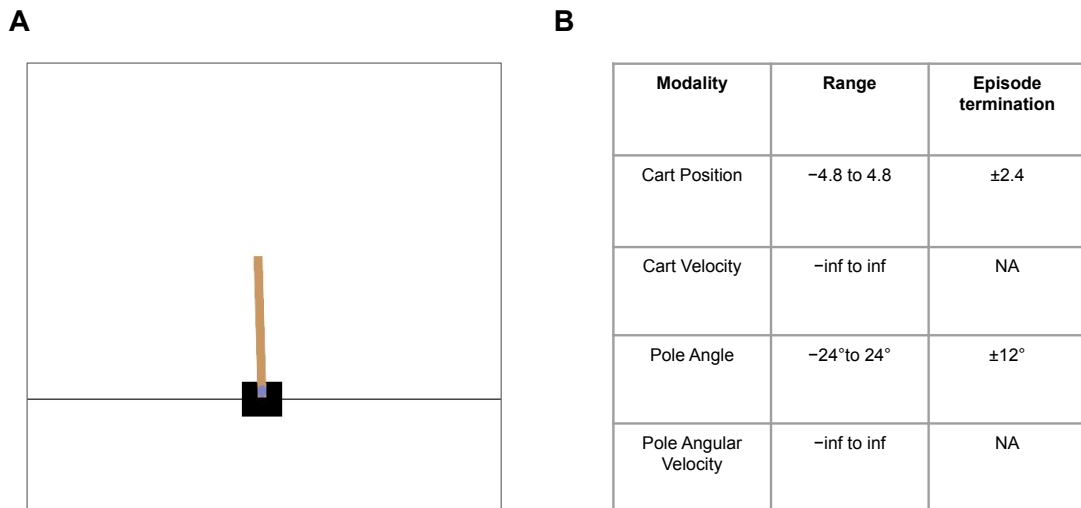 A
B
Modality Range Episode
termination
Cart Position −4.8 to 4.8 ±2.4
Cart Velocity −inf to inf NA
Pole Angle −24°to 24° ±12°
Pole Angular
Velocity −inf to inf NA